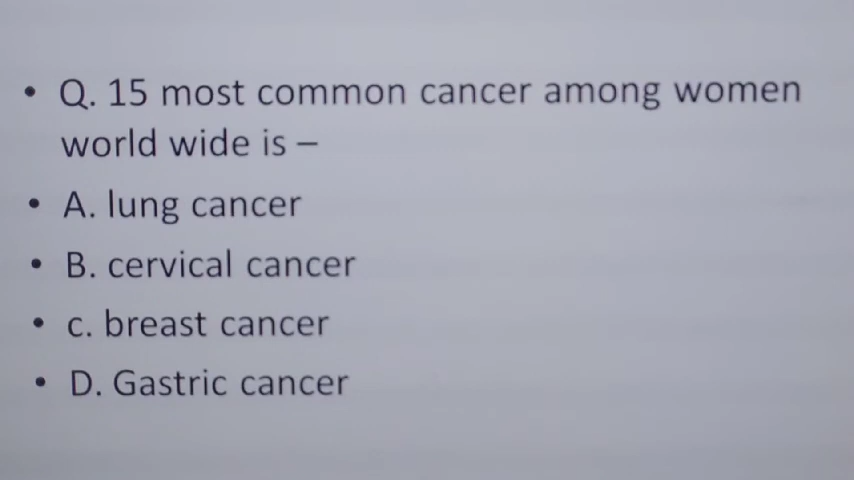 • Q. 15 most common cancer among women
world wide is –
• A. lung cancer
• B. cervical cancer
• c. breast cancer
• D. Gastric cancer